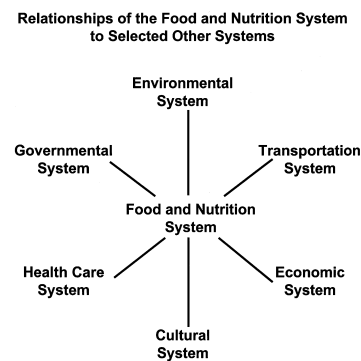 Relationships of the Food and Nutrition System
to Selected Other Systems
Environmental
System
Governmental
System
Transportation
System
Food and Nutrition
System
Health Care
System
Economic
System
Cultural
System